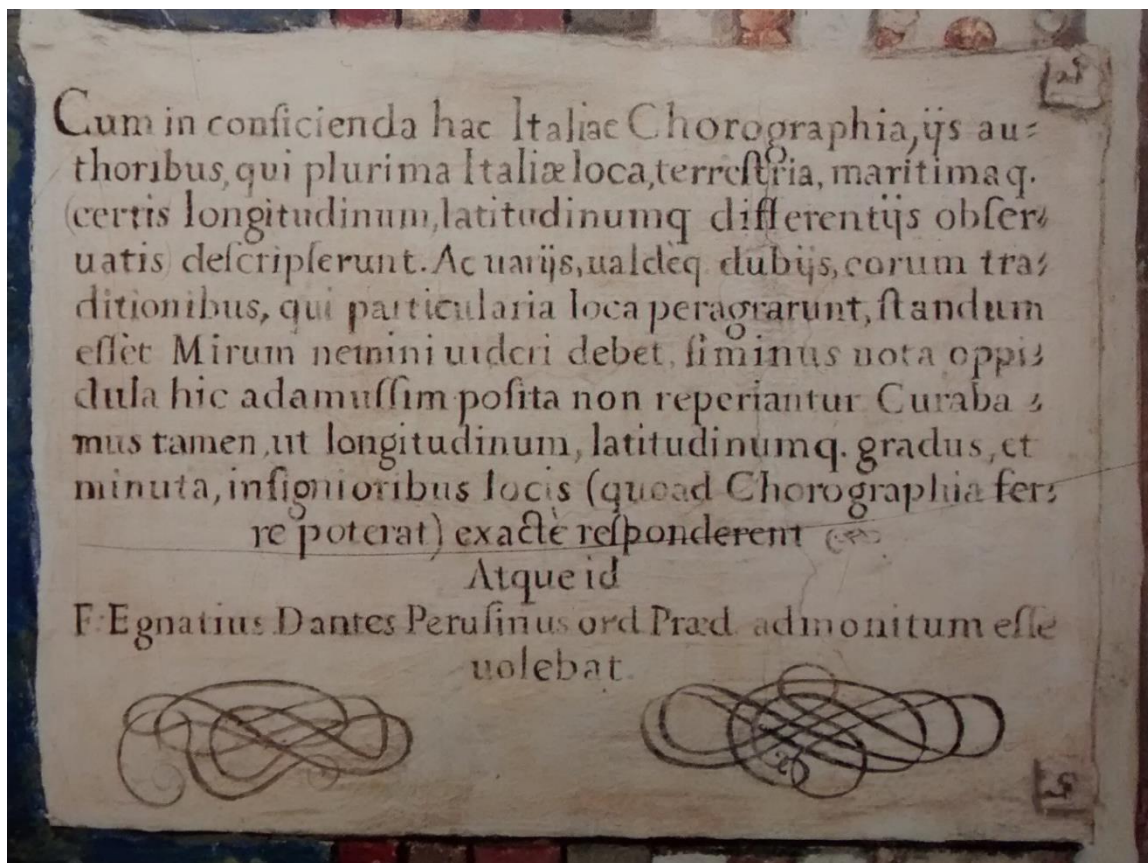 Cum in conficienda hac Italiae Chorographia, ijs au⸗
thoribus, qui plurima Italiæ loca, terreſtria, maritimaq.
(certis longitudinum, latitudinumq differentijs obſer⸗
uatis) deſcripſerunt. Ac uarijs, ualdèq dubijs, eorum tra⸗
ditionibus, qui particularia loca peragrarunt, ſtandum
eſſèt Mirum nemini uideri debet, ſi minus nota oppi⸗
dula hic adamuſſim poſita non reperiantur Curaba⸗
mus tamen, ut longitudinum, latitudinumq. gradus, et
minuta, inſignioribus locis (quoad Chorographia fer⸗
re poterat) exactè reſponderent
Atque id
F. Egnatius Dantes Peruſinus ord Præd. admonitum eſſe
uolebat.